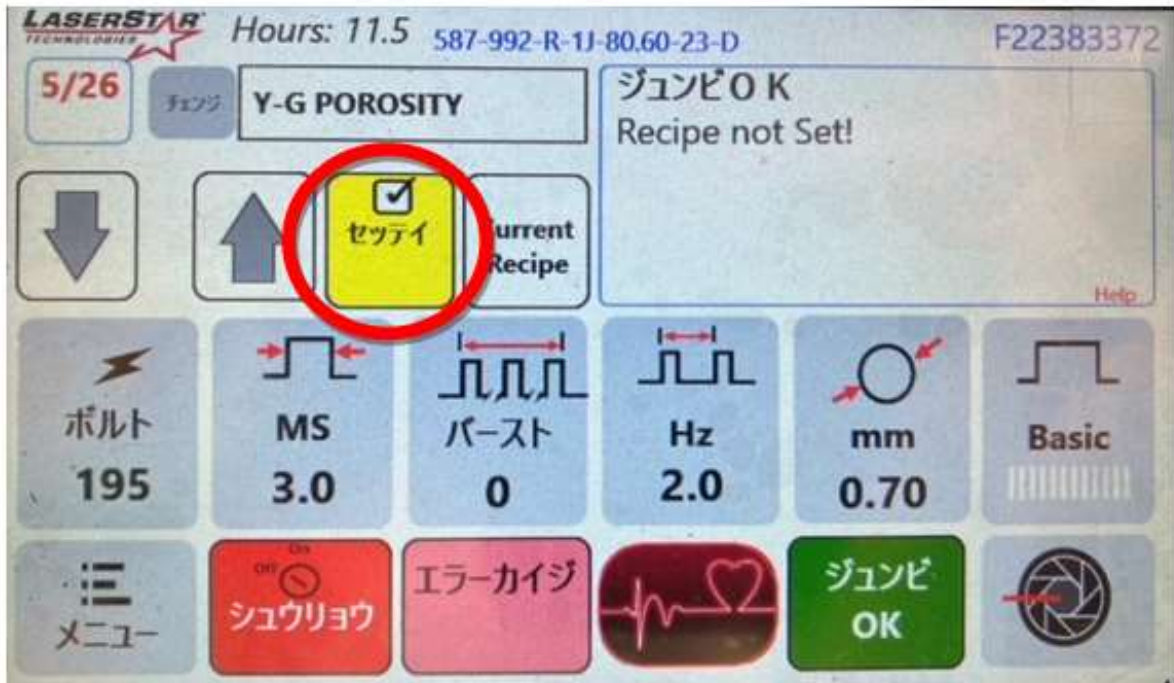 LASERSTAR
TECHNOLOGIES
Hours: 11.5
587-992-R-1J-80.60-23-D
F22383372
5/26
チェンジ
Y-G POROSITY
ジュンビOK
Recipe not Set!
Help
セッテイ
Recipe
ボルト
195
MS
3.0
バースト
0
Hz
2.0
mm
0.70
Basic
メニュー
On
Off
シュウリョウ
エラーカイジ
ジュンビ
OK